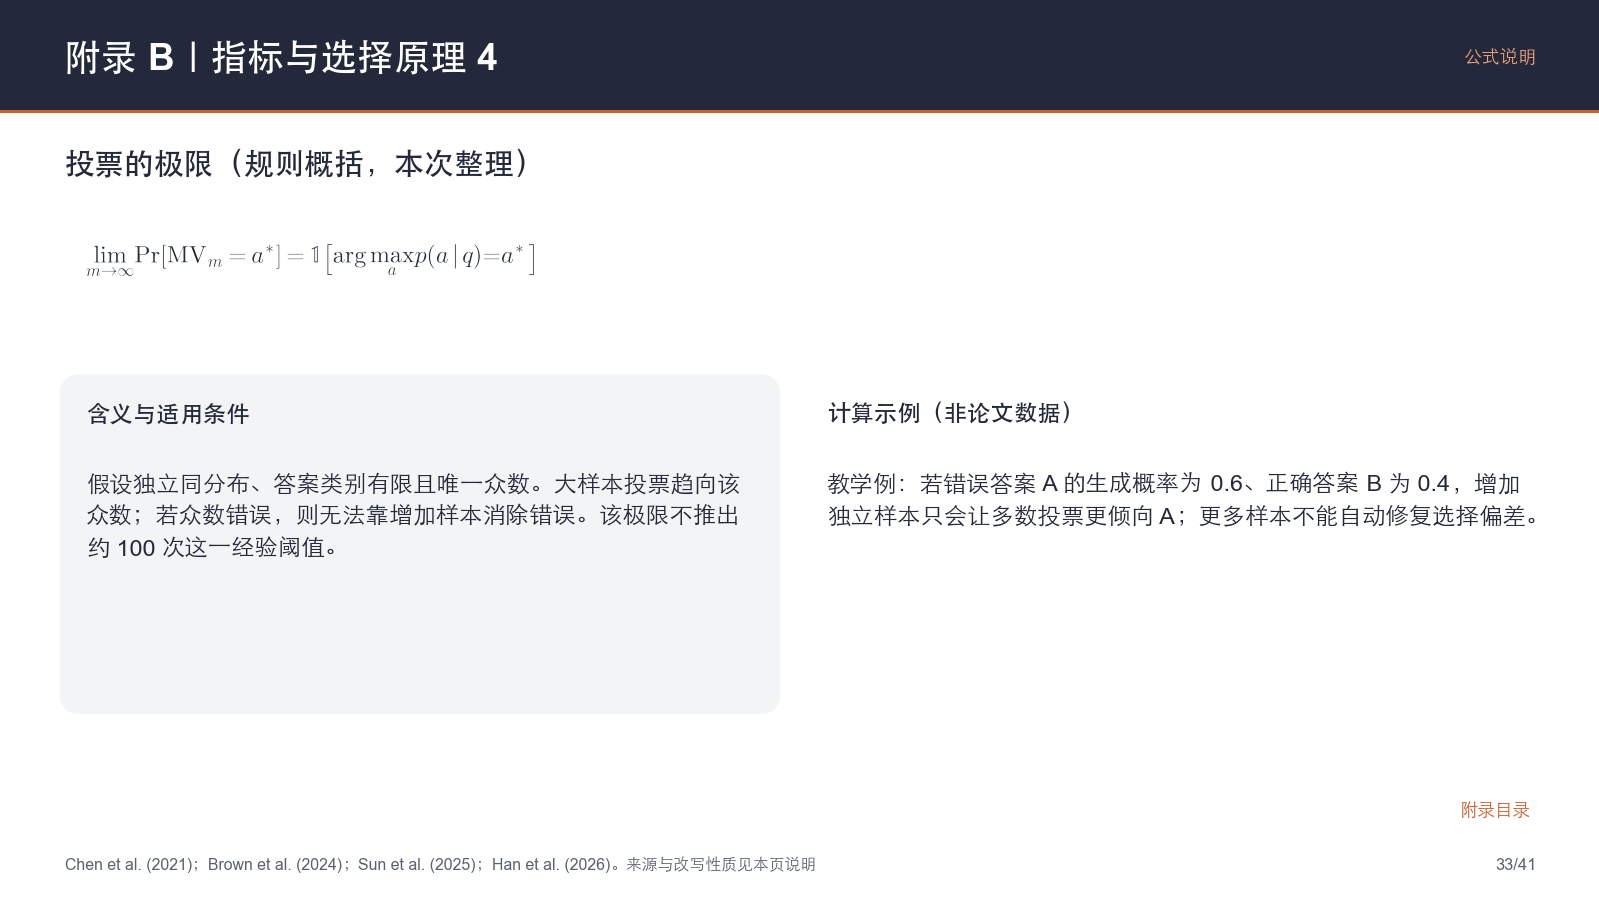 附录 B｜指标与选择原理 4
公式说明
投票的极限（规则概括，本次整理）
lim_{m→∞} Pr[MV_m = a*] = 𝟙[arg max_a p(a | q)=a*]
含义与适用条件
假设独立同分布、答案类别有限且唯一众数。大样本投票趋向该
众数；若众数错误，则无法靠增加样本消除错误。该极限不推出
约 100 次这一经验阈值。
计算示例（非论文数据）
教学例：若错误答案 A 的生成概率为 0.6、正确答案 B 为 0.4，增加
独立样本只会让多数投票更倾向 A；更多样本不能自动修复选择偏差。
附录目录
Chen et al. (2021)；Brown et al. (2024)；Sun et al. (2025)；Han et al. (2026)。来源与改写性质见本页说明
33/41